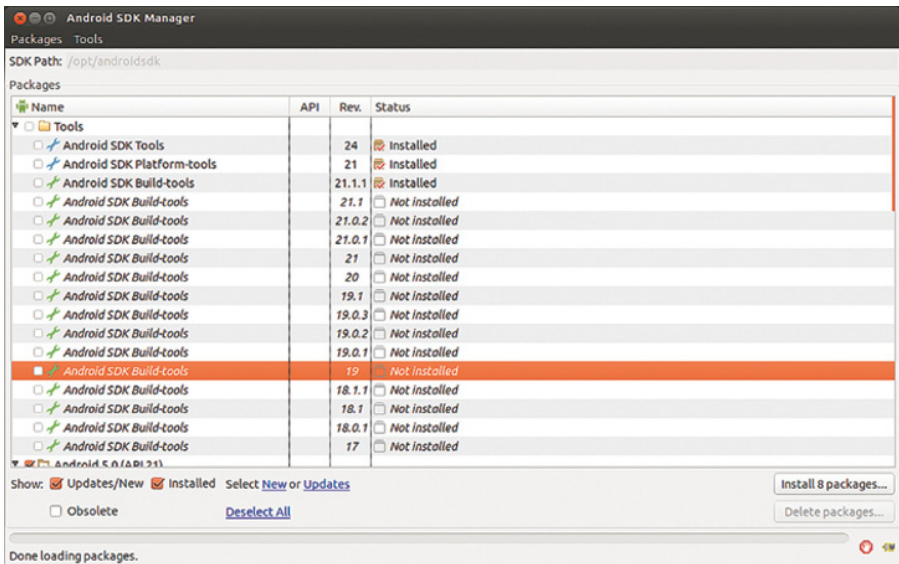 Android SDK Manager
Packages Tools
SDK Path: /opt/androidsdk
Packages
Name API Rev. Status
Tools
Android SDK Tools 24 Installed
Android SDK Platform-tools 21 Installed
Android SDK Build-tools 21.1.1 Installed
Android SDK Build-tools 21.1 Not installed
Android SDK Build-tools 21.0.2 Not installed
Android SDK Build-tools 21.0.1 Not installed
Android SDK Build-tools 21 Not installed
Android SDK Build-tools 20 Not installed
Android SDK Build-tools 19.1 Not installed
Android SDK Build-tools 19.0.3 Not installed
Android SDK Build-tools 19.0.2 Not installed
Android SDK Build-tools 19.0.1 Not installed
Android SDK Build-tools 19 Not installed
Android SDK Build-tools 18.1.1 Not installed
Android SDK Build-tools 18.1 Not installed
Android SDK Build-tools 18.0.1 Not installed
Android SDK Build-tools 17 Not installed
Android 5.0 (API 21)
Show: Updates/New Installed Select New or Updates Install 8 packages...
Obsolete Deselect All Delete packages...
Done loading packages.